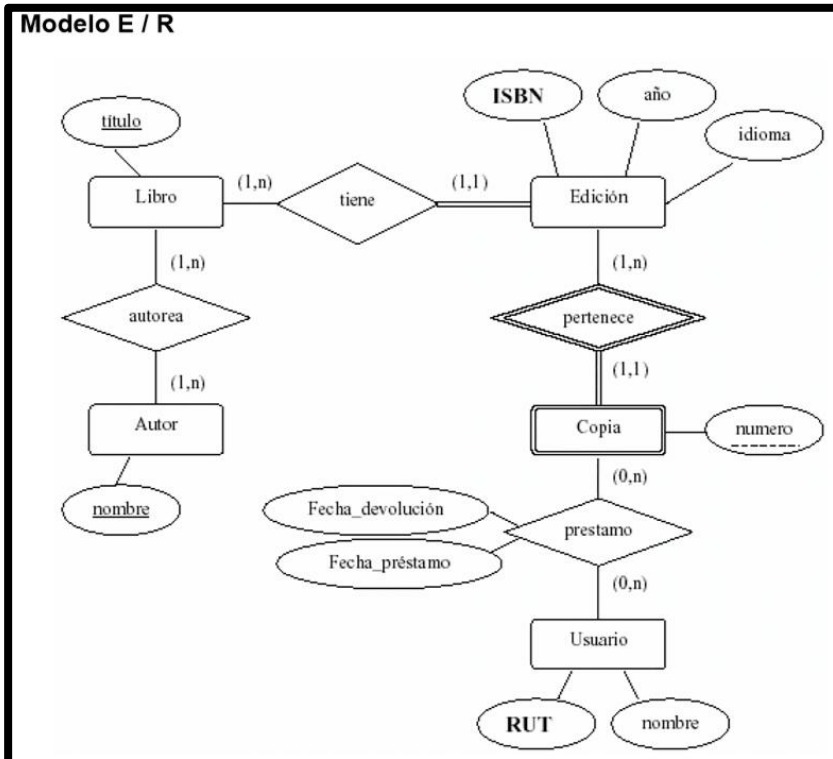 Modelo E / R
ISBN
año
título
idioma
Libro
(1,n)
tiene
(1,1)
Edición
(1,n)
(1,n)
autorea
pertenece
(1,n)
(1,1)
Autor
Copia
numero
nombre
(0,n)
Fecha_devolución
prestamo
Fecha_préstamo
(0,n)
Usuario
RUT
nombre